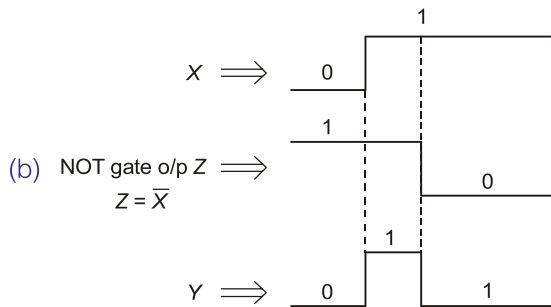 1
X ⟹ 0
1
(b) NOT gate o/p Z ⟹
Z = X̅
0
1
Y ⟹ 0 1